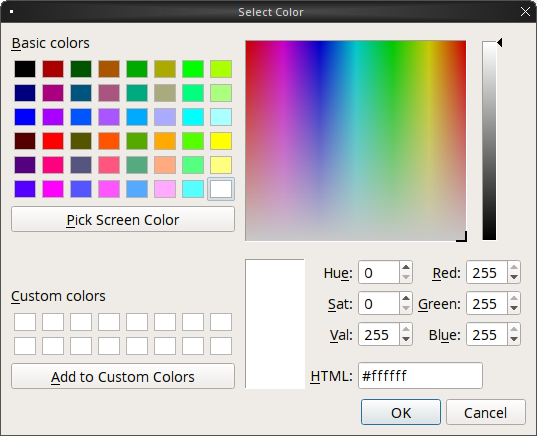 Select Color
Basic colors
Pick Screen Color
Custom colors
Add to Custom Colors
Hue: 0 Red: 255
Sat: 0 Green: 255
Val: 255 Blue: 255
HTML: #ffffff
OK Cancel